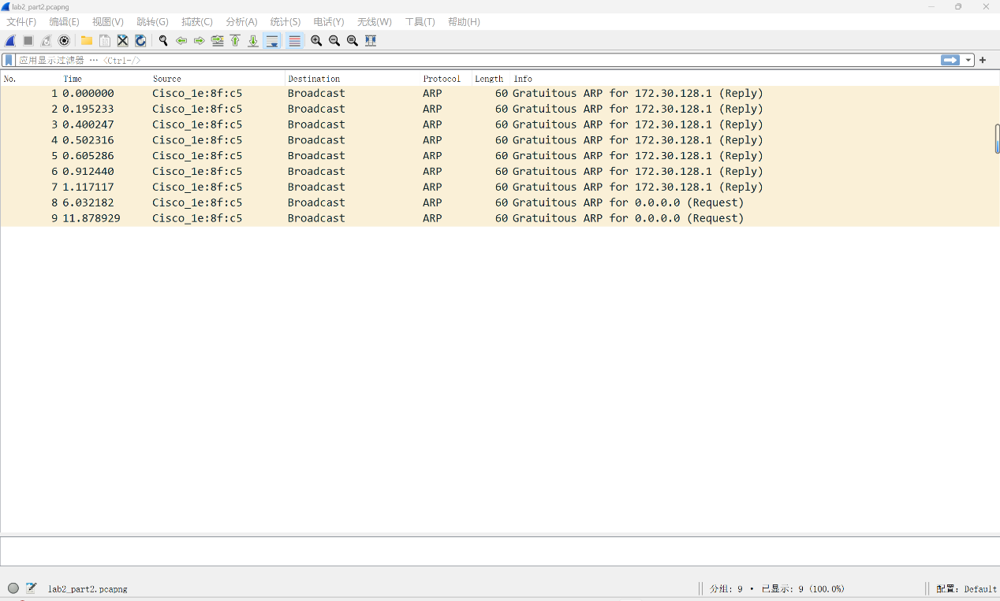 lab2_part2.pcapng
文件(F) 编辑(E) 视图(V) 跳转(G) 捕获(C) 分析(A) 统计(S) 电话(Y) 无线(W) 工具(T) 帮助(H)
应用显示过滤器 … <Ctrl-/>
No. Time Source Destination Protocol Length Info
1 0.000000 Cisco_1e:8f:c5 Broadcast ARP 60 Gratuitous ARP for 172.30.128.1 (Reply)
2 0.195233 Cisco_1e:8f:c5 Broadcast ARP 60 Gratuitous ARP for 172.30.128.1 (Reply)
3 0.400247 Cisco_1e:8f:c5 Broadcast ARP 60 Gratuitous ARP for 172.30.128.1 (Reply)
4 0.502316 Cisco_1e:8f:c5 Broadcast ARP 60 Gratuitous ARP for 172.30.128.1 (Reply)
5 0.605286 Cisco_1e:8f:c5 Broadcast ARP 60 Gratuitous ARP for 172.30.128.1 (Reply)
6 0.912440 Cisco_1e:8f:c5 Broadcast ARP 60 Gratuitous ARP for 172.30.128.1 (Reply)
7 1.117117 Cisco_1e:8f:c5 Broadcast ARP 60 Gratuitous ARP for 172.30.128.1 (Reply)
8 6.032182 Cisco_1e:8f:c5 Broadcast ARP 60 Gratuitous ARP for 0.0.0.0 (Request)
9 11.878929 Cisco_1e:8f:c5 Broadcast ARP 60 Gratuitous ARP for 0.0.0.0 (Request)
lab2_part2.pcapng 分组: 9 • 已显示: 9 (100.0%) 配置: Default